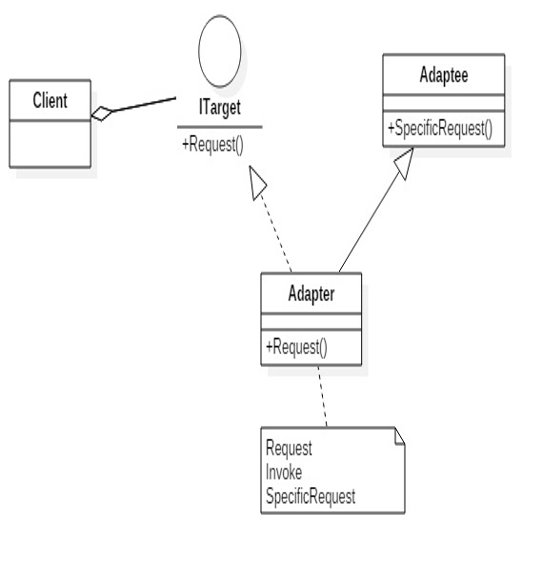 Client
ITarget
+Request()
Adaptee
+SpecificRequest()
Adapter
+Request()
Request
Invoke
SpecificRequest